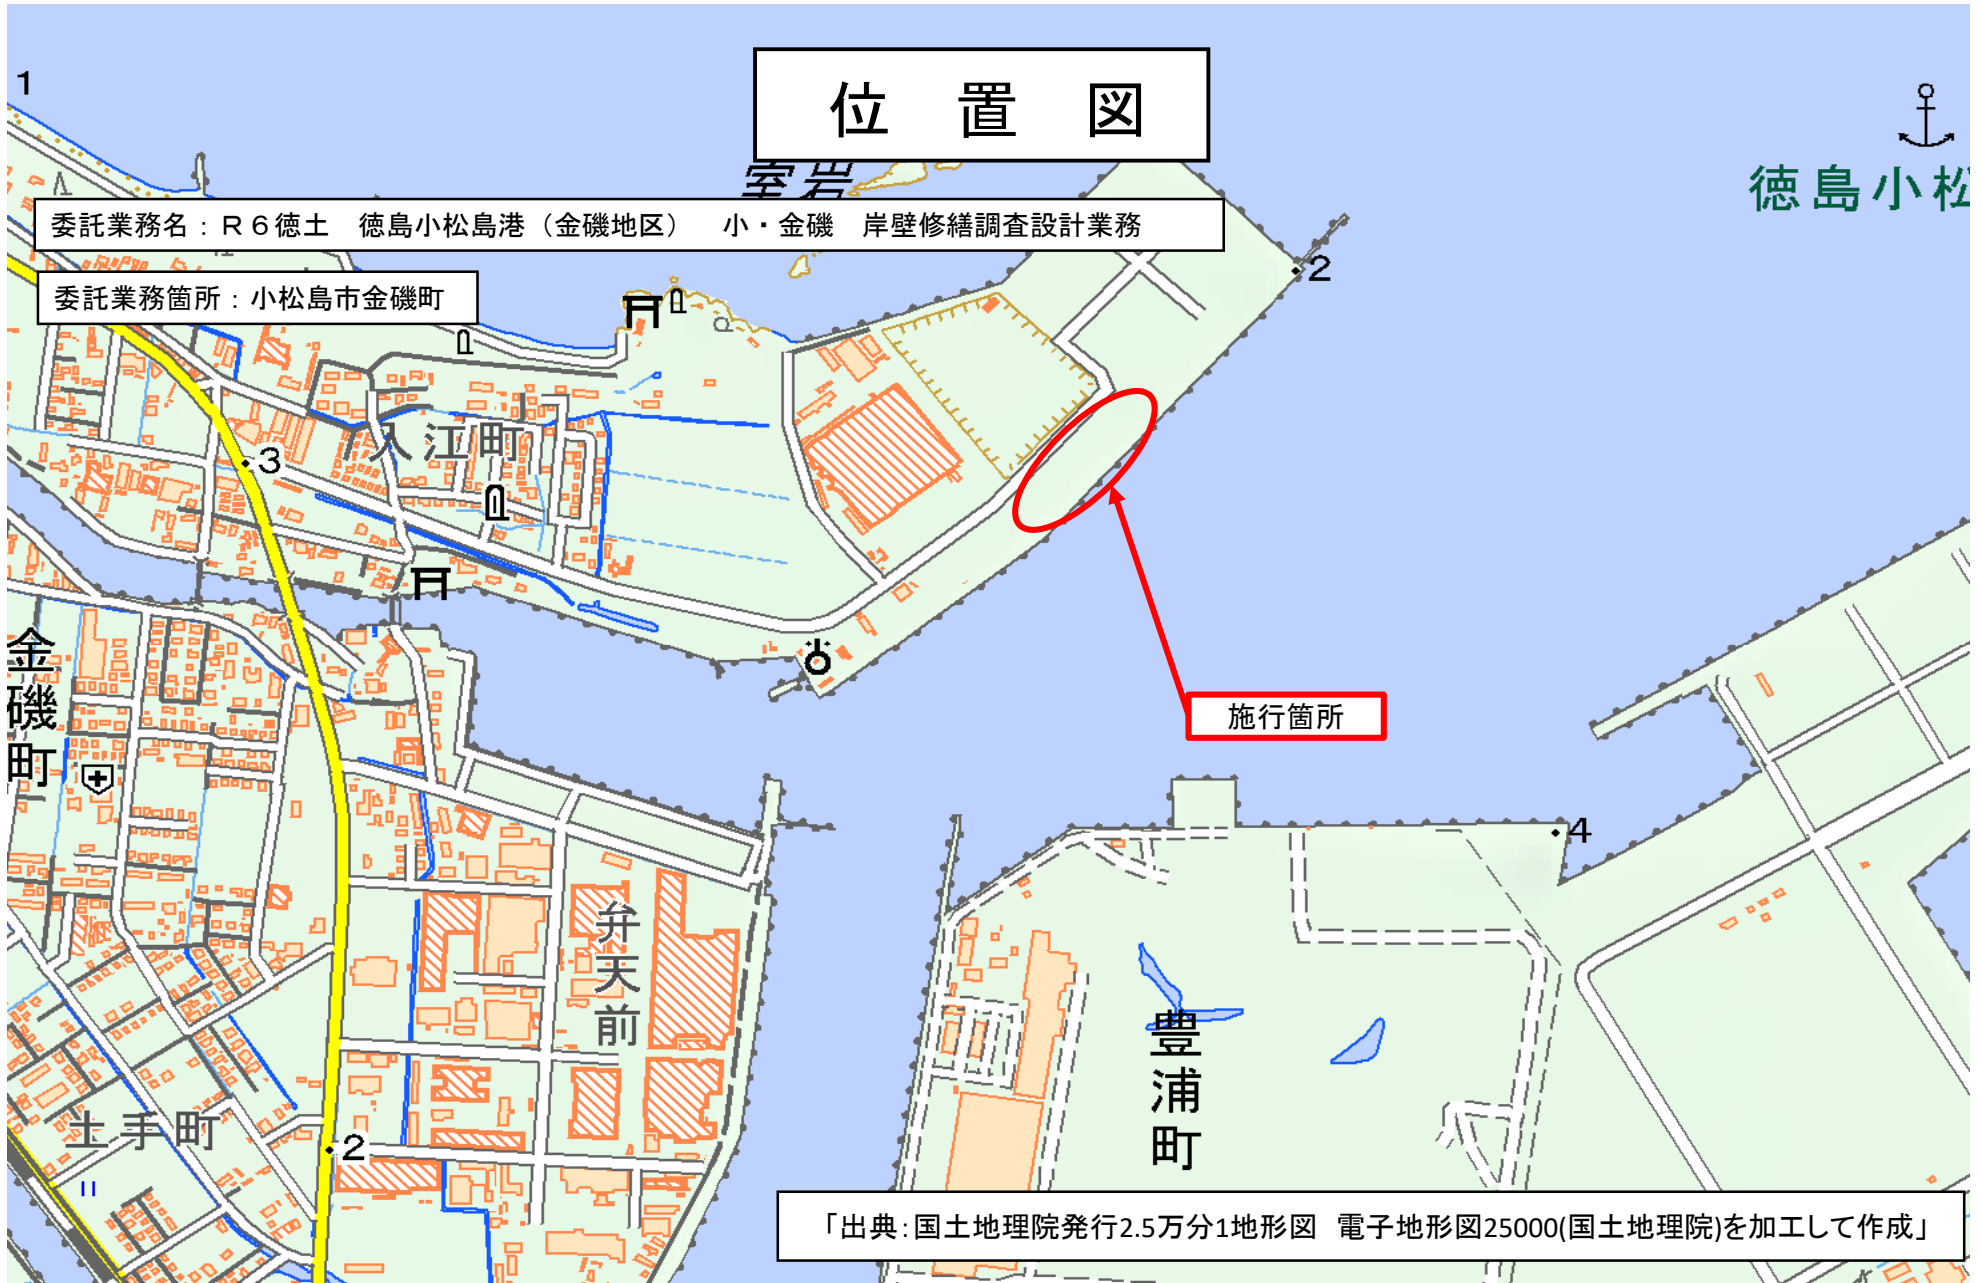 位置図
1
室岩
徳島小松
委託業務名：Ｒ６徳土　徳島小松島港（金磯地区）　小・金磯　岸壁修繕調査設計業務
2
委託業務箇所：小松島市金磯町
入江町
3
金磯町
施行箇所
4
弁天前
豊浦町
土手町
2
「出典：国土地理院発行2.5万分1地形図　電子地形図25000(国土地理院)を加工して作成」